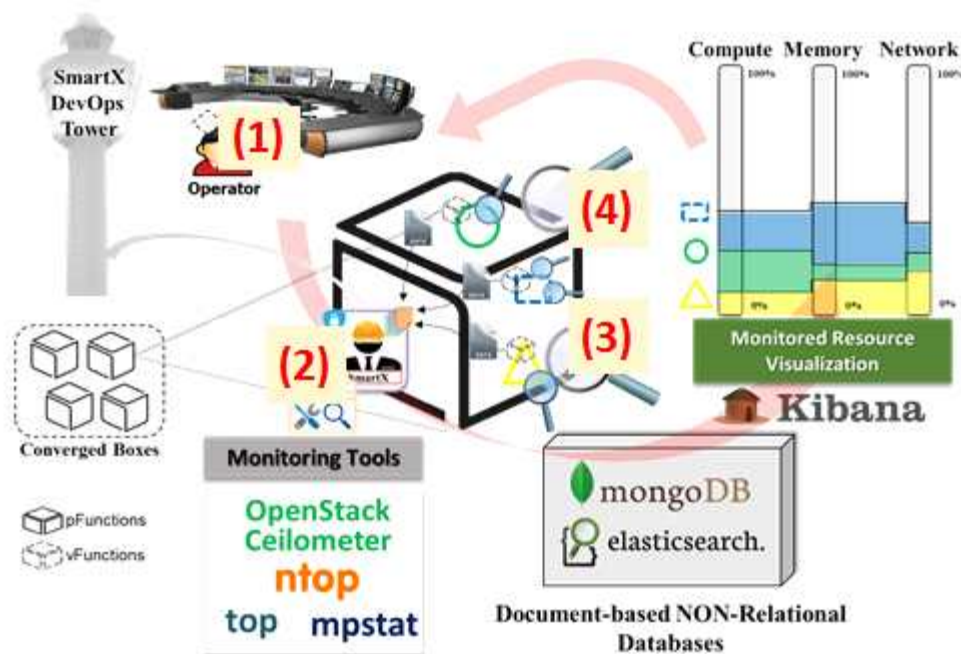 SmartX
DevOps
Tower
(1)
Operator
Compute Memory Network
100% 100% 100%
(4)
(3)
(2)
smartX
0% 0% 0%
Monitored Resource
Visualization
Kibana
Converged Boxes
Monitoring Tools
OpenStack
Ceilometer
ntop
top mpstat
mongoDB
elasticsearch.
pFunctions
vFunctions
Document-based NON-Relational
Databases